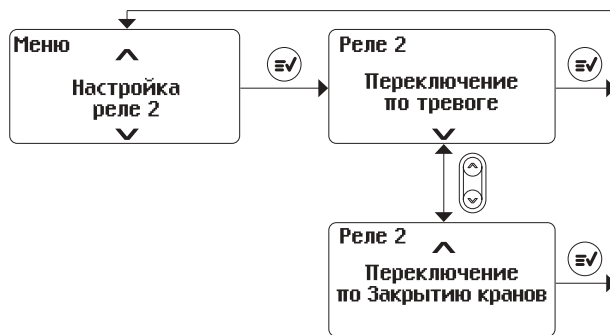 Меню
Настройка
реле 2
Реле 2
Переключение
по тревоге
Реле 2
Переключение
по Закрытию кранов